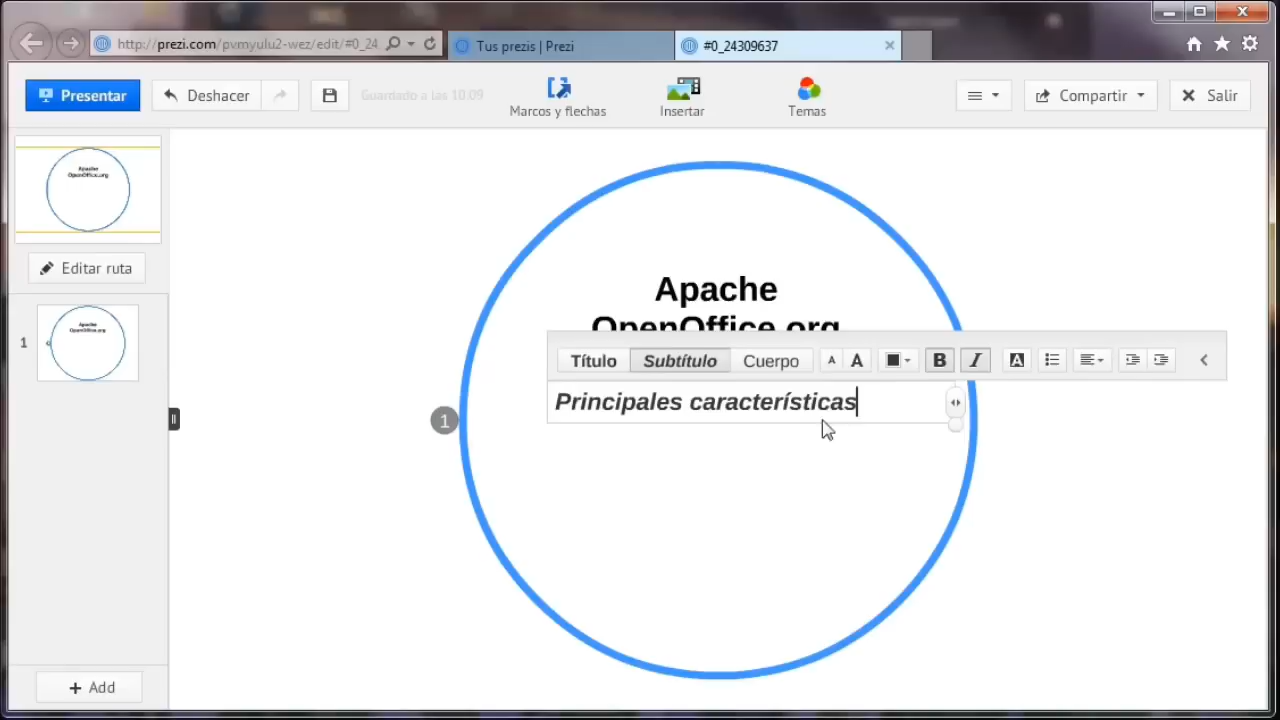 http://prezi.com/pvmyulu2-wez/edit/#0_24
Tus prezis | Prezi
#0_24309637
Presentar
Deshacer
Guardado a las 10:09
Marcos y flechas
Insertar
Temas
Compartir
Salir
Apache
OpenOffice.org
Editar ruta
1
Apache
OpenOffice.org
Add
1
Apache
OpenOffice.org
Título
Subtítulo
Cuerpo
A
A
B
I
A
Principales características